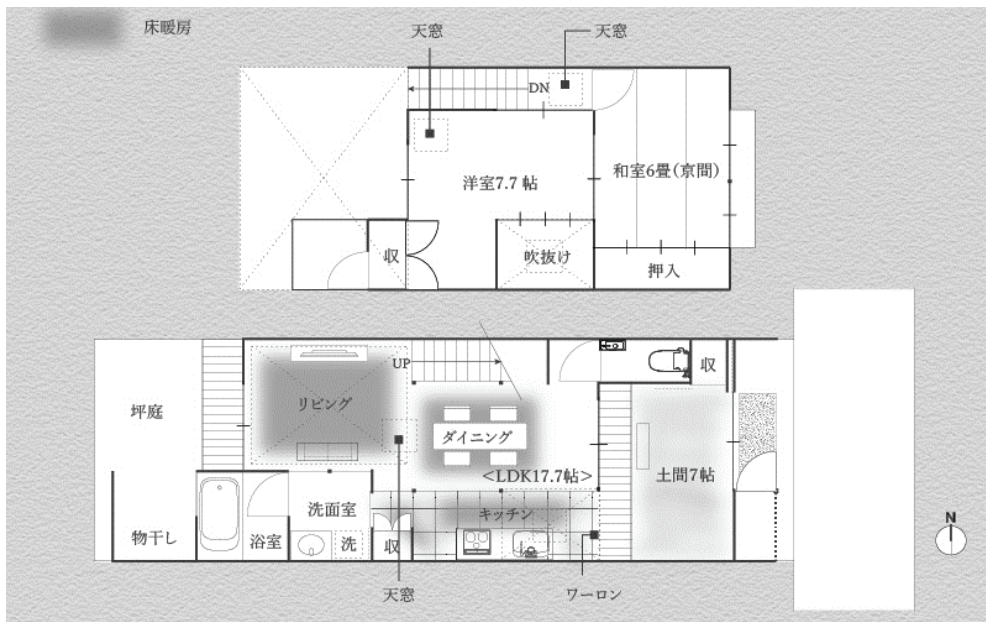 床暖房
天窓
天窓
DN
洋室7.7 帖
和室6畳(京間)
収
吹抜け
押入
UP
収
リビング
坪庭
ダイニング
<LDK17.7帖>
土間7帖
洗面室
キッチン
物干し
浴室
洗
収
N
天窓
ワーロン